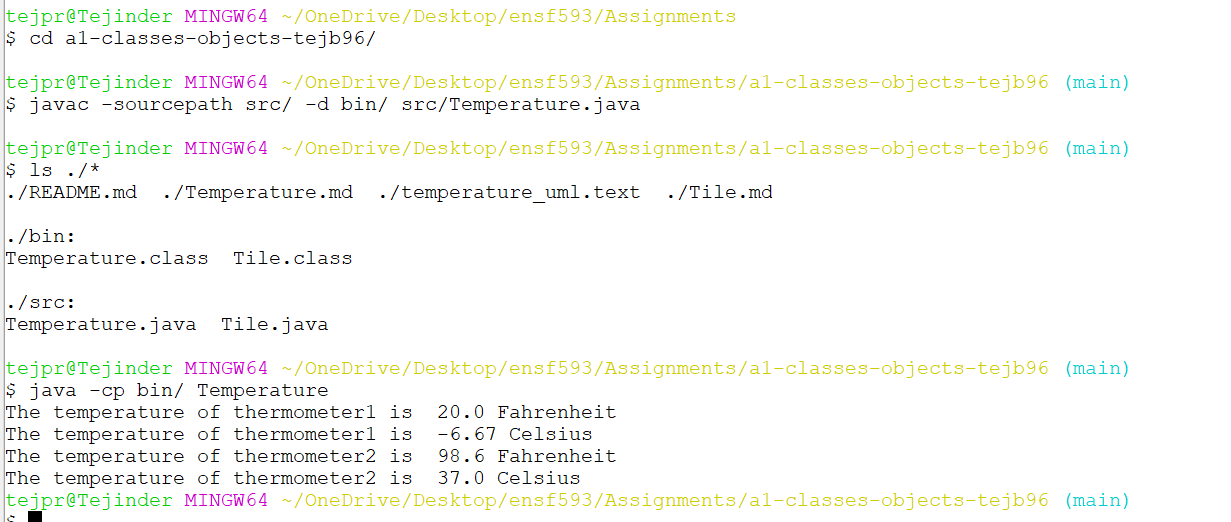 tejpr@Tejinder MINGW64 ~/OneDrive/Desktop/ensf593/Assignments
$ cd a1-classes-objects-tejb96/
tejpr@Tejinder MINGW64 ~/OneDrive/Desktop/ensf593/Assignments/a1-classes-objects-tejb96 (main)
$ javac -sourcepath src/ -d bin/ src/Temperature.java
tejpr@Tejinder MINGW64 ~/OneDrive/Desktop/ensf593/Assignments/a1-classes-objects-tejb96 (main)
$ ls ./*
./README.md  ./Temperature.md  ./temperature_uml.text  ./Tile.md
./bin:
Temperature.class  Tile.class
./src:
Temperature.java  Tile.java
tejpr@Tejinder MINGW64 ~/OneDrive/Desktop/ensf593/Assignments/a1-classes-objects-tejb96 (main)
$ java -cp bin/ Temperature
The temperature of thermometer1 is  20.0 Fahrenheit
The temperature of thermometer1 is  -6.67 Celsius
The temperature of thermometer2 is  98.6 Fahrenheit
The temperature of thermometer2 is  37.0 Celsius
tejpr@Tejinder MINGW64 ~/OneDrive/Desktop/ensf593/Assignments/a1-classes-objects-tejb96 (main)
$